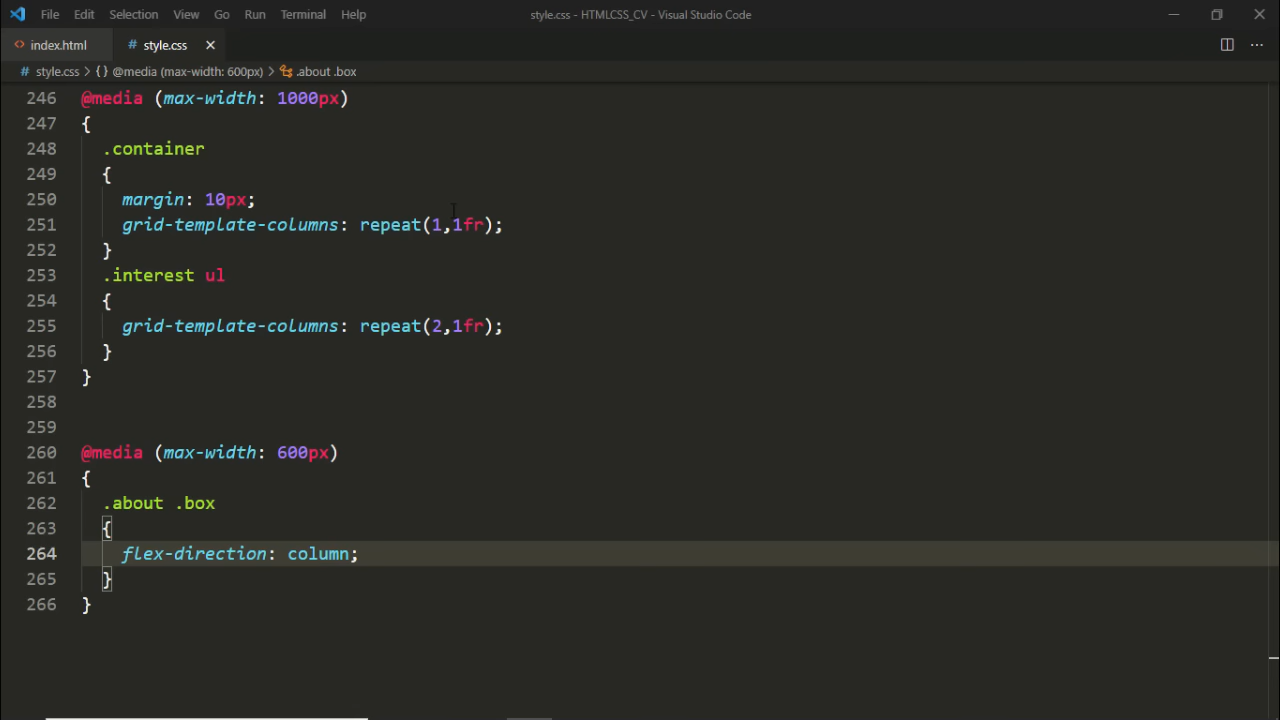 File Edit Selection View Go Run Terminal Help style.css - HTMLCSS_CV - Visual Studio Code
index.html # style.css
# style.css > {} @media (max-width: 600px) > .about .box
246 @media (max-width: 1000px)
247 {
248 .container
249 {
250 margin: 10px;
251 grid-template-columns: repeat(1,1fr);
252 }
253 .interest ul
254 {
255 grid-template-columns: repeat(2,1fr);
256 }
257 }
258
259
260 @media (max-width: 600px)
261 {
262 .about .box
263 {
264 flex-direction: column;
265 }
266 }